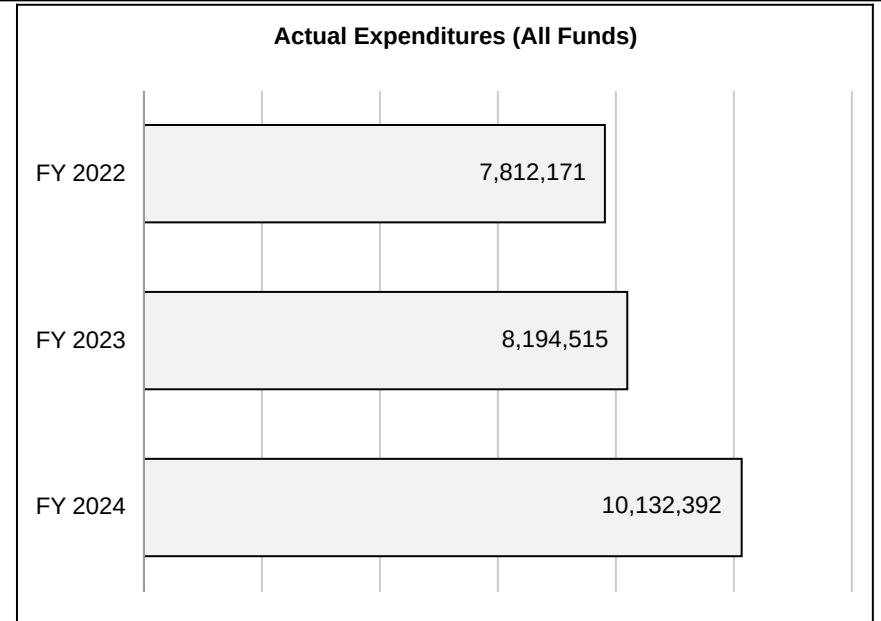 Actual Expenditures (All Funds)
FY 2022 7,812,171
FY 2023 8,194,515
FY 2024 10,132,392